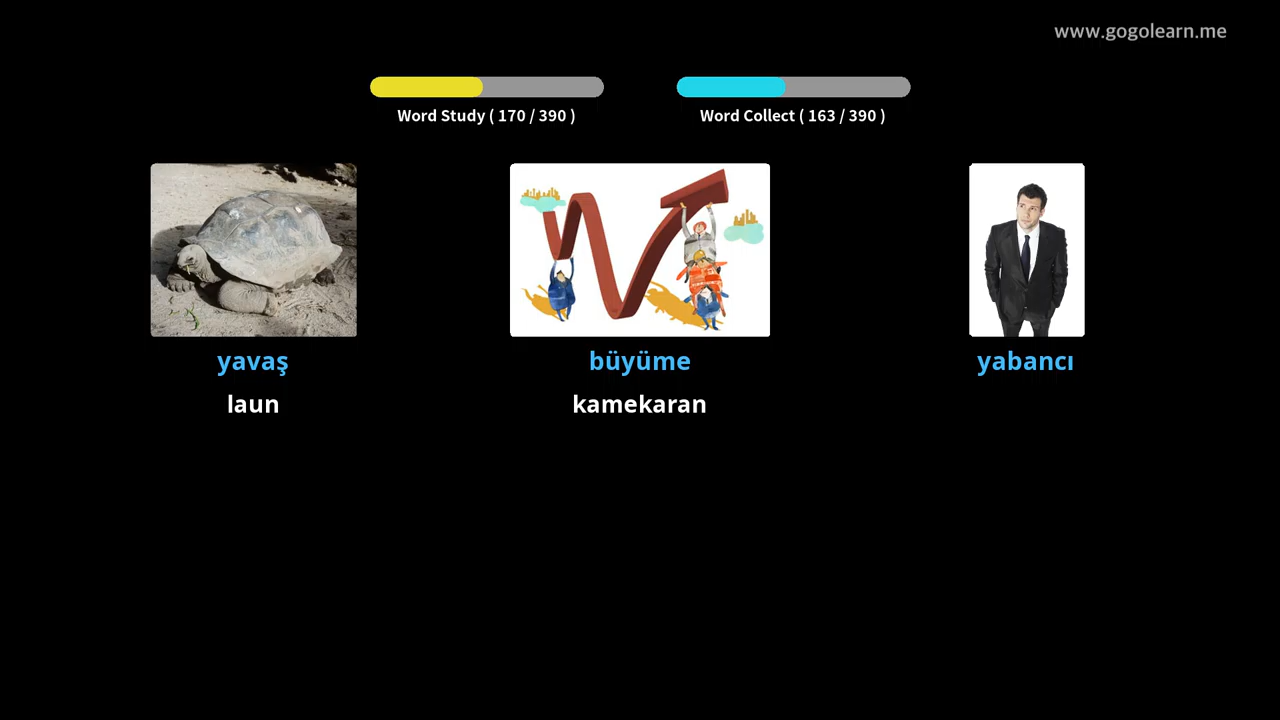 www.gogolearn.me
Word Study ( 170 / 390 )
Word Collect ( 163 / 390 )
yavaş
büyüme
yabancı
laun
kamekaran